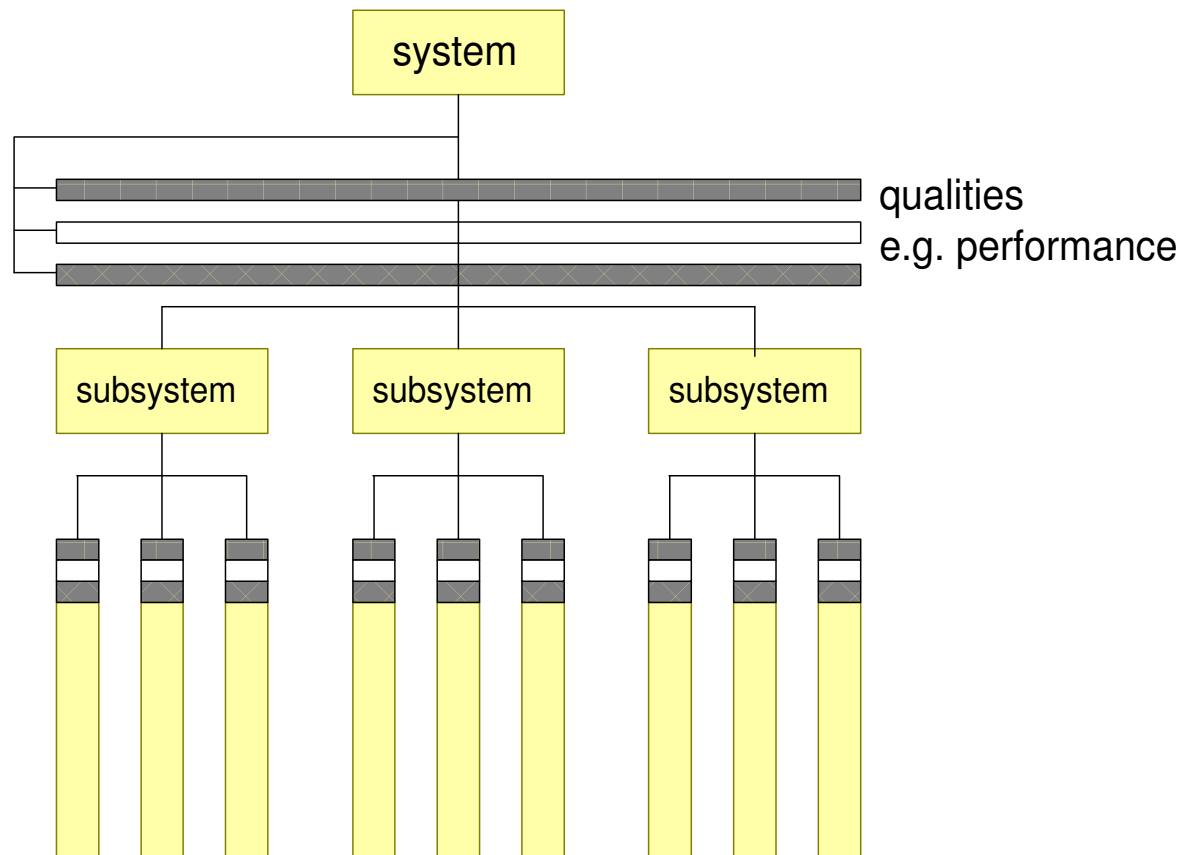 system
qualities
e.g. performance
subsystem
subsystem
subsystem